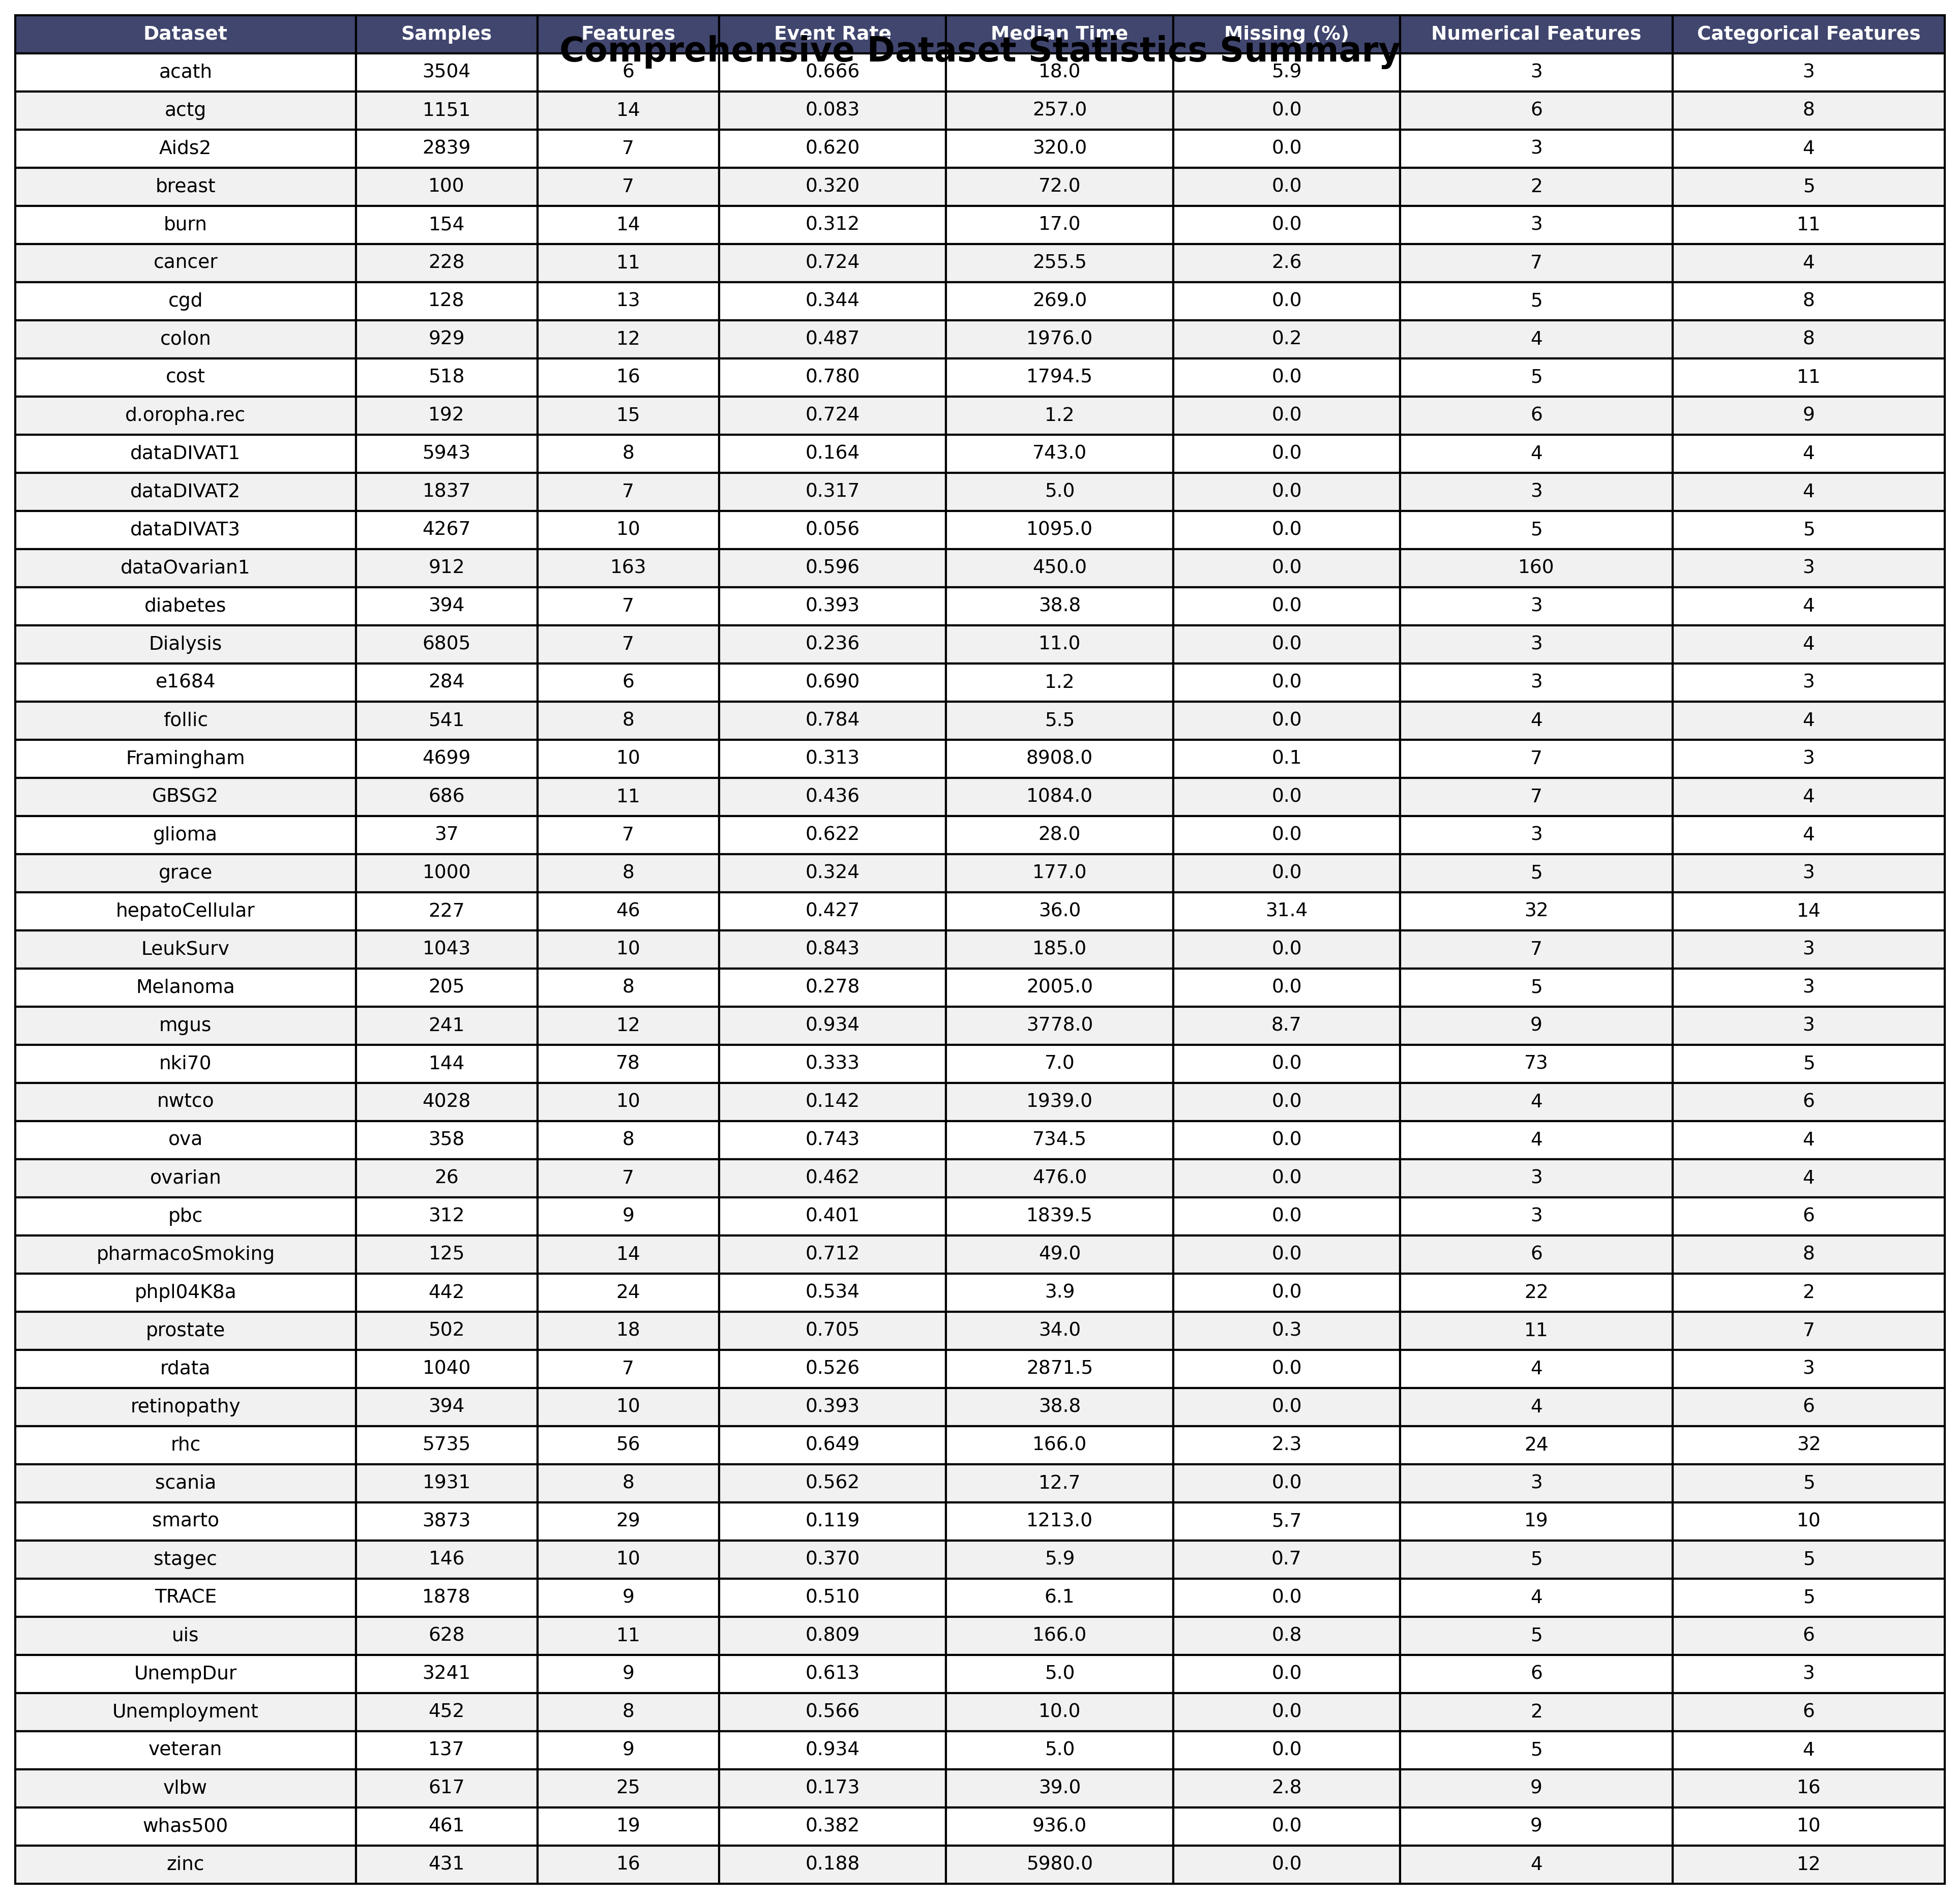 Dataset Samples Features Event Rate Median Time Missing (%) Numerical Features Categorical Features
Comprehensive Dataset Statistics Summary
acath 3504 6 0.666 18.0 5.9 3 3
actg 1151 14 0.083 257.0 0.0 6 8
Aids2 2839 7 0.620 320.0 0.0 3 4
breast 100 7 0.320 72.0 0.0 2 5
burn 154 14 0.312 17.0 0.0 3 11
cancer 228 11 0.724 255.5 2.6 7 4
cgd 128 13 0.344 269.0 0.0 5 8
colon 929 12 0.487 1976.0 0.2 4 8
cost 518 16 0.780 1794.5 0.0 5 11
d.oropha.rec 192 15 0.724 1.2 0.0 6 9
dataDIVAT1 5943 8 0.164 743.0 0.0 4 4
dataDIVAT2 1837 7 0.317 5.0 0.0 3 4
dataDIVAT3 4267 10 0.056 1095.0 0.0 5 5
dataOvarian1 912 163 0.596 450.0 0.0 160 3
diabetes 394 7 0.393 38.8 0.0 3 4
Dialysis 6805 7 0.236 11.0 0.0 3 4
e1684 284 6 0.690 1.2 0.0 3 3
follic 541 8 0.784 5.5 0.0 4 4
Framingham 4699 10 0.313 8908.0 0.1 7 3
GBSG2 686 11 0.436 1084.0 0.0 7 4
glioma 37 7 0.622 28.0 0.0 3 4
grace 1000 8 0.324 177.0 0.0 5 3
hepatoCellular 227 46 0.427 36.0 31.4 32 14
LeukSurv 1043 10 0.843 185.0 0.0 7 3
Melanoma 205 8 0.278 2005.0 0.0 5 3
mgus 241 12 0.934 3778.0 8.7 9 3
nki70 144 78 0.333 7.0 0.0 73 5
nwtco 4028 10 0.142 1939.0 0.0 4 6
ova 358 8 0.743 734.5 0.0 4 4
ovarian 26 7 0.462 476.0 0.0 3 4
pbc 312 9 0.401 1839.5 0.0 3 6
pharmacoSmoking 125 14 0.712 49.0 0.0 6 8
phpl04K8a 442 24 0.534 3.9 0.0 22 2
prostate 502 18 0.705 34.0 0.3 11 7
rdata 1040 7 0.526 2871.5 0.0 4 3
retinopathy 394 10 0.393 38.8 0.0 4 6
rhc 5735 56 0.649 166.0 2.3 24 32
scania 1931 8 0.562 12.7 0.0 3 5
smarto 3873 29 0.119 1213.0 5.7 19 10
stagec 146 10 0.370 5.9 0.7 5 5
TRACE 1878 9 0.510 6.1 0.0 4 5
uis 628 11 0.809 166.0 0.8 5 6
UnempDur 3241 9 0.613 5.0 0.0 6 3
Unemployment 452 8 0.566 10.0 0.0 2 6
veteran 137 9 0.934 5.0 0.0 5 4
vlbw 617 25 0.173 39.0 2.8 9 16
whas500 461 19 0.382 936.0 0.0 9 10
zinc 431 16 0.188 5980.0 0.0 4 12